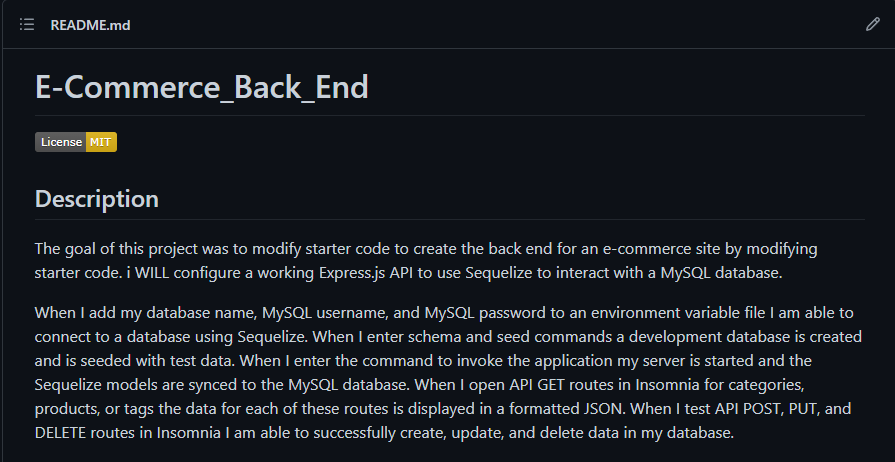 README.md
E-Commerce_Back_End
License MIT
Description
The goal of this project was to modify starter code to create the back end for an e-commerce site by modifying
starter code. i WILL configure a working Express.js API to use Sequelize to interact with a MySQL database.
When I add my database name, MySQL username, and MySQL password to an environment variable file I am able to
connect to a database using Sequelize. When I enter schema and seed commands a development database is created
and is seeded with test data. When I enter the command to invoke the application my server is started and the
Sequelize models are synced to the MySQL database. When I open API GET routes in Insomnia for categories,
products, or tags the data for each of these routes is displayed in a formatted JSON. When I test API POST, PUT, and
DELETE routes in Insomnia I am able to successfully create, update, and delete data in my database.